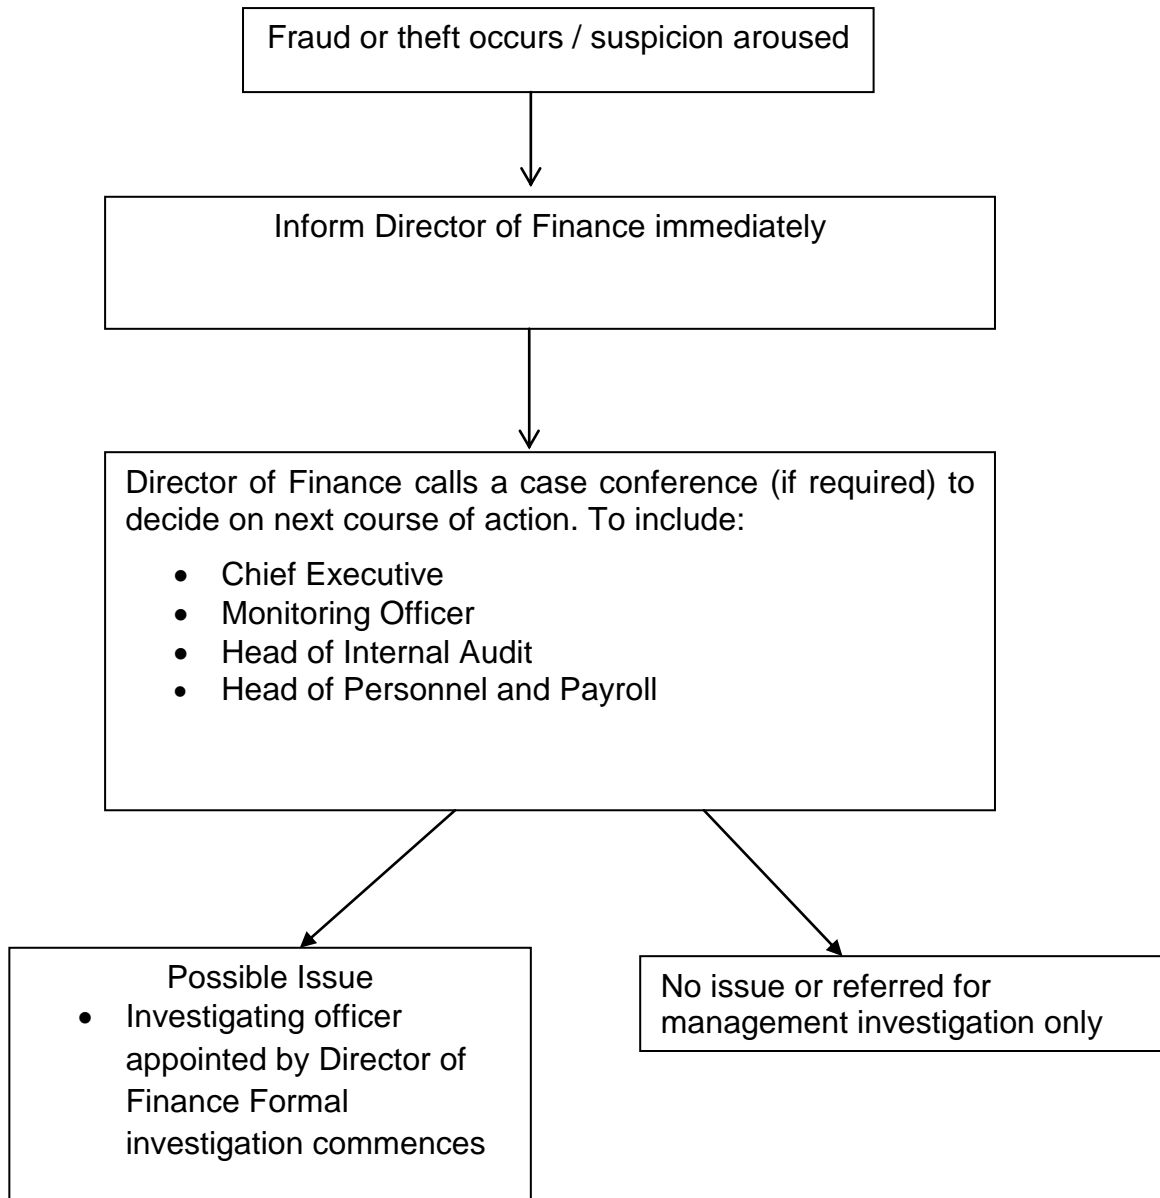 Fraud or theft occurs / suspicion aroused
Inform Director of Finance immediately
Director of Finance calls a case conference (if required) to
decide on next course of action. To include:
• Chief Executive
• Monitoring Officer
• Head of Internal Audit
• Head of Personnel and Payroll
Possible Issue
• Investigating officer
appointed by Director of
Finance Formal
investigation commences
No issue or referred for
management investigation only